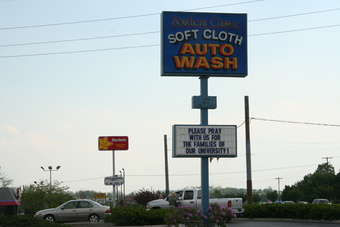 Southern Classic
SOFT CLOTH
AUTO
WASH
PLEASE PRAY
WITH US FOR
THE FAMILIES OF
OUR UNIVERSITY!